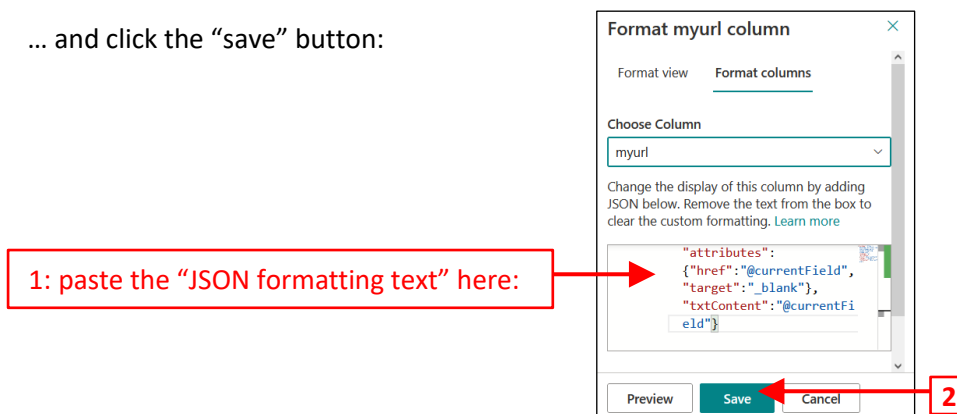 … and click the “save” button:
Format myurl column
Format view Format columns
Choose Column
myurl
Change the display of this column by adding
JSON below. Remove the text from the box to
clear the custom formatting. Learn more
1: paste the “JSON formatting text” here:
"attributes":
{"href":"@currentField",
"target":"_blank"},
"txtContent":"@currentFi
eld"}
Preview Save Cancel
2